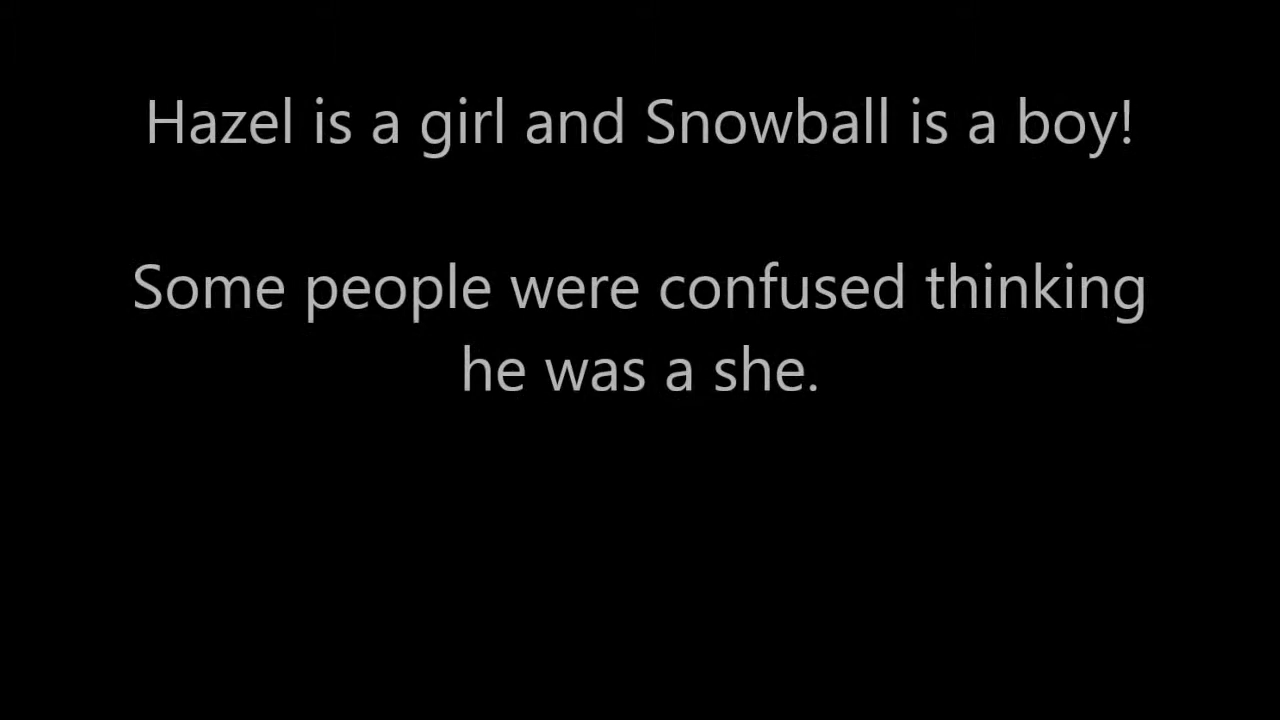 Hazel is a girl and Snowball is a boy!
Some people were confused thinking
he was a she.